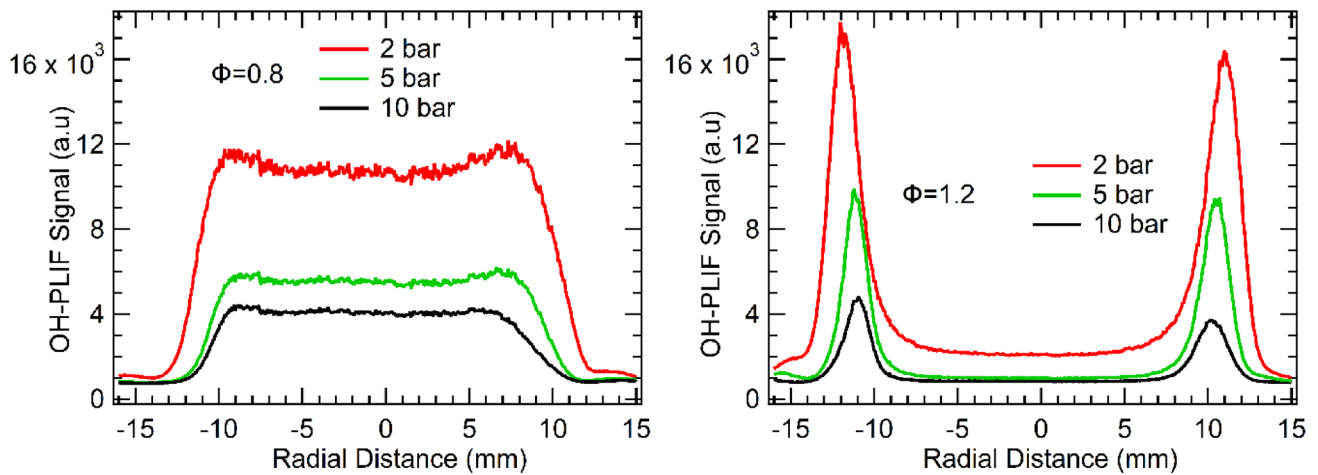 16 x 10³
12
8
4
0
OH-PLIF Signal (a.u)
Φ=0.8
2 bar
5 bar
10 bar
-15
-10
-5
0
5
10
15
Radial Distance (mm)
16 x 10³
12
8
4
0
OH-PLIF Signal (a.u)
Φ=1.2
2 bar
5 bar
10 bar
-15
-10
-5
0
5
10
15
Radial Distance (mm)